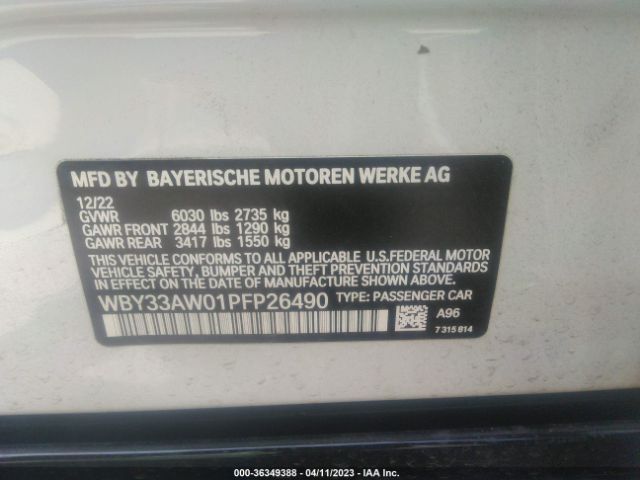 MFD BY BAYERISCHE MOTOREN WERKE AG
12/22
GVWR 6030 lbs 2735 kg
GAWR FRONT 2844 lbs 1290 kg
GAWR REAR 3417 lbs 1550 kg
THIS VEHICLE CONFORMS TO ALL APPLICABLE U.S.FEDERAL MOTOR
VEHICLE SAFETY, BUMPER, AND THEFT PREVENTION STANDARDS
IN EFFECT ON THE DATE OF MANUFACTURE SHOWN ABOVE.
WBY33AW01PFP26490 TYPE: PASSENGER CAR
A96
7 315 814
000-36349388 - 04/11/2023 - IAA Inc.